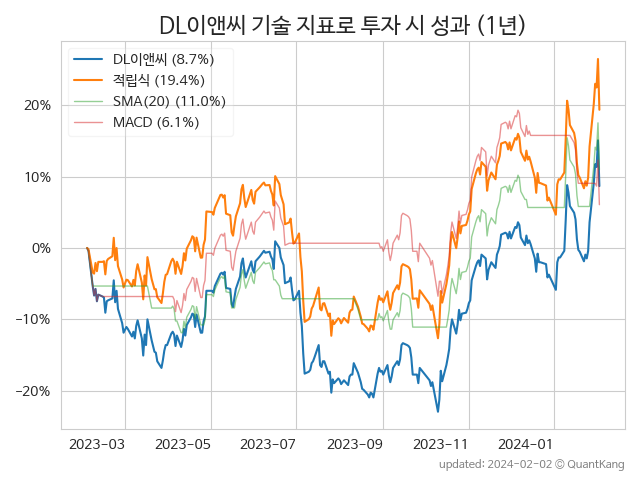 DL이앤씨 기술 지표로 투자 시 성과 (1년)
DL이앤씨 (8.7%)
적립식 (19.4%)
SMA(20) (11.0%)
MACD (6.1%)
20%
10%
0%
−10%
−20%
2023-03 2023-05 2023-07 2023-09 2023-11 2024-01
updated: 2024-02-02 © QuantKang